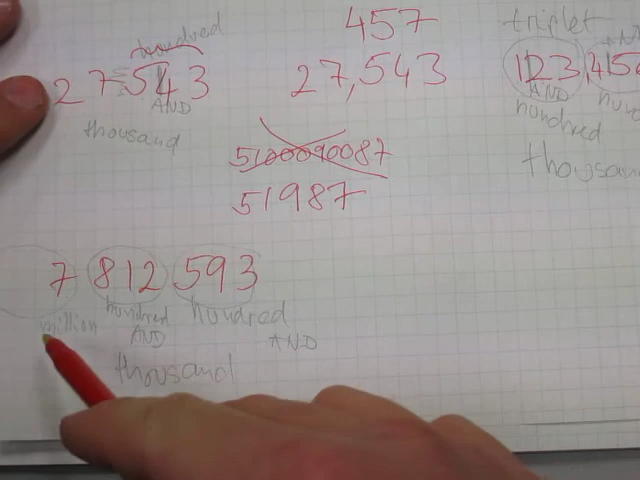 457
triplet
hundred
27 543
27,543
123,456
AND
AND
hundred
thousand
thousand
5100090087
51987
7 812 593
hundred
hundred
million
AND
AND
thousand